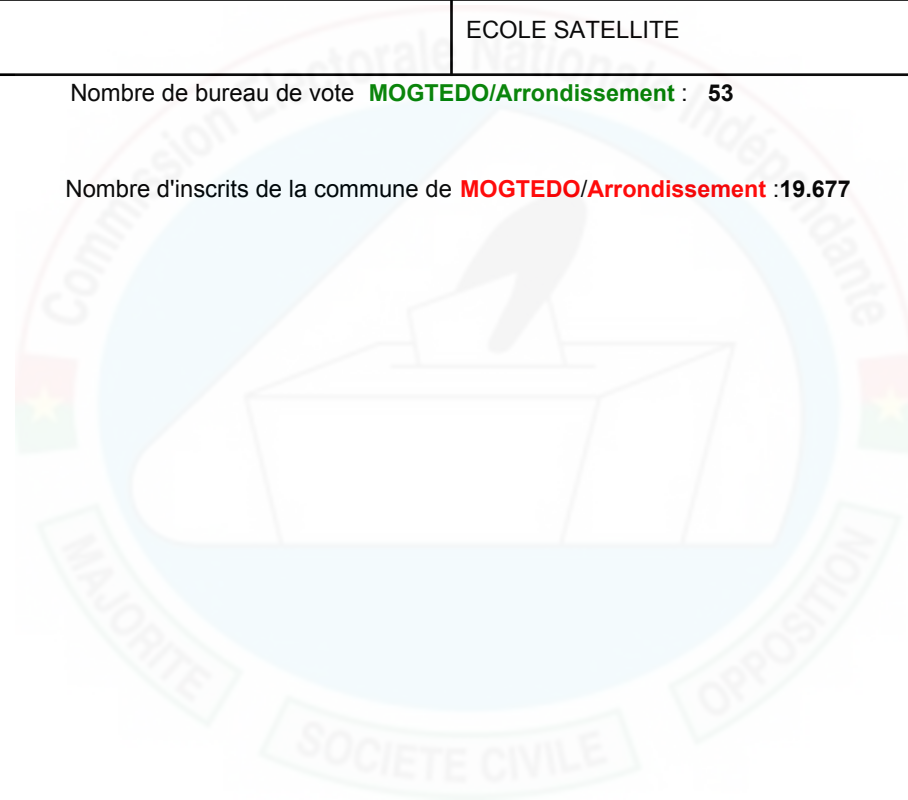 ECOLE SATELLITE
Nombre de bureau de vote MOGTEDO/Arrondissement : 53
Nombre d'inscrits de la commune de MOGTEDO/Arrondissement :19.677
Commission Electorale Nationale Indépendante
MAJORITE
SOCIETE CIVILE
OPPOSITION